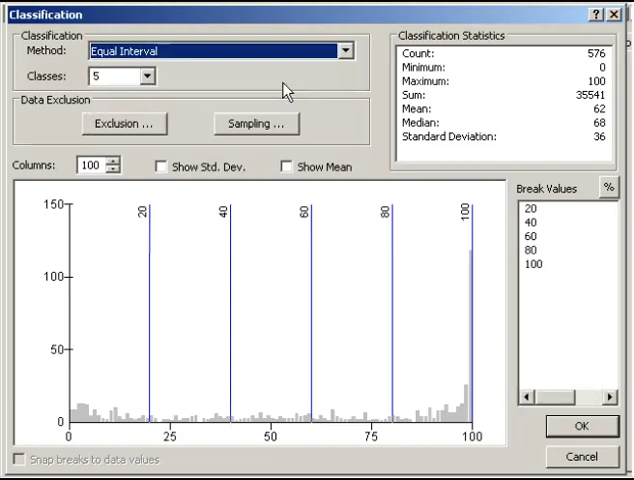 Classification
Classification
Method: Equal Interval
Classes: 5
Data Exclusion
Exclusion ...
Sampling ...
Classification Statistics
Count: 576
Minimum: 0
Maximum: 100
Sum: 35541
Mean: 62
Median: 68
Standard Deviation: 36
Columns: 100
Show Std. Dev.
Show Mean
Break Values
%
20
40
60
80
100
150
100
50
0
20
40
60
80
100
0
25
50
75
100
OK
Cancel
Snap breaks to data values